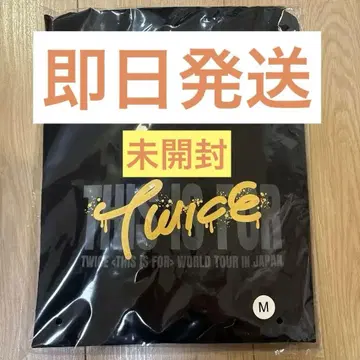 即日発送
未開封
THIS IS FOR
TWICE
TWICE <THIS IS FOR> WORLD TOUR IN JAPAN
M